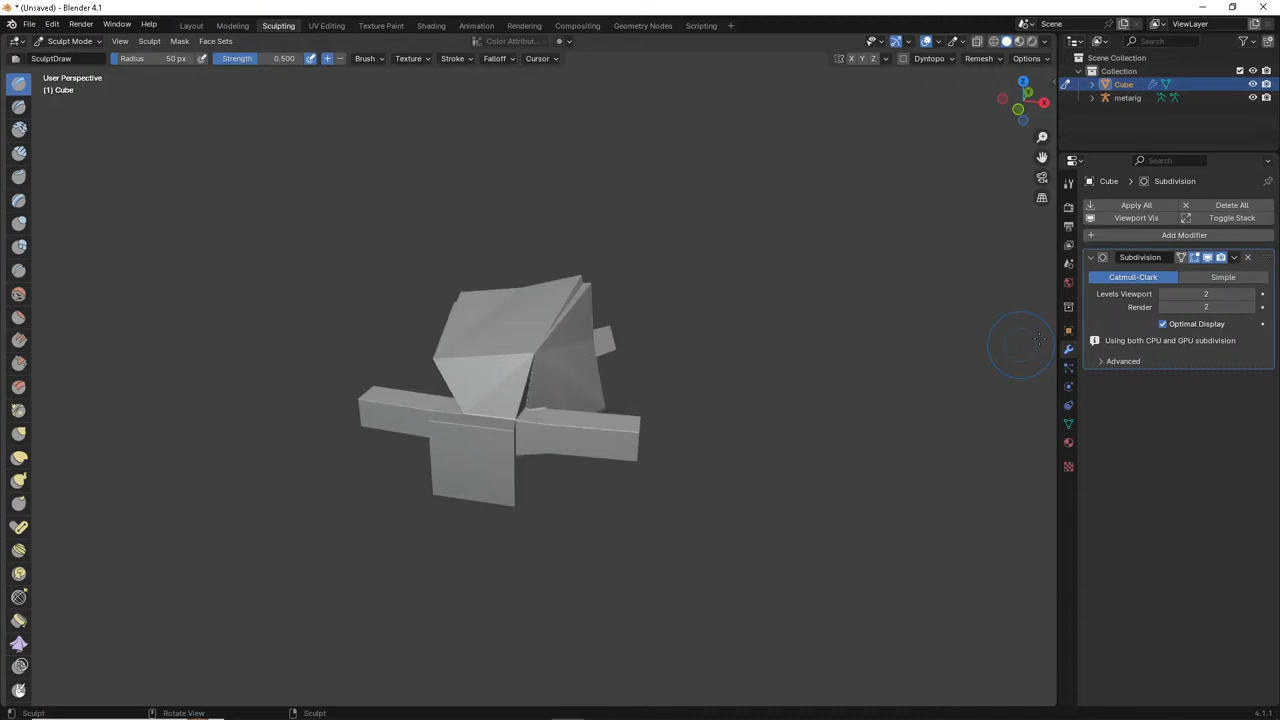 * (Unsaved) - Blender 4.1
File Edit Render Window Help Layout Modeling Sculpting UV Editing Texture Paint Shading Animation Rendering Compositing Geometry Nodes Scripting + Scene ViewLayer
Sculpt Mode View Sculpt Mask Face Sets Color Attribut... Search
SculptDraw Radius 50 px Strength 0.500 Brush Texture Stroke Falloff Cursor X Y Z Dyntopo Remesh Options
Scene Collection
Collection
Cube
metarig
User Perspective
(1) Cube
Z
Y
X
Search
Cube Subdivision
Apply All Delete All
Viewport Vis Toggle Stack
Add Modifier
Subdivision
Catmull-Clark Simple
Levels Viewport 2
Render 2
Optimal Display
Using both CPU and GPU subdivision
Advanced
Sculpt Rotate View Sculpt 4.1.1